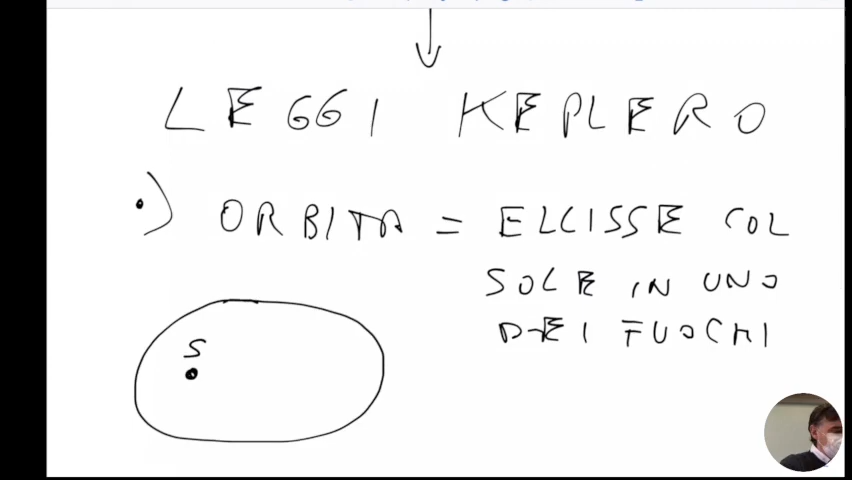 LEGGI KEPLERO
•) ORBITA = ELLISSE COL
SOLE IN UNO
DEI FUOCHI
S